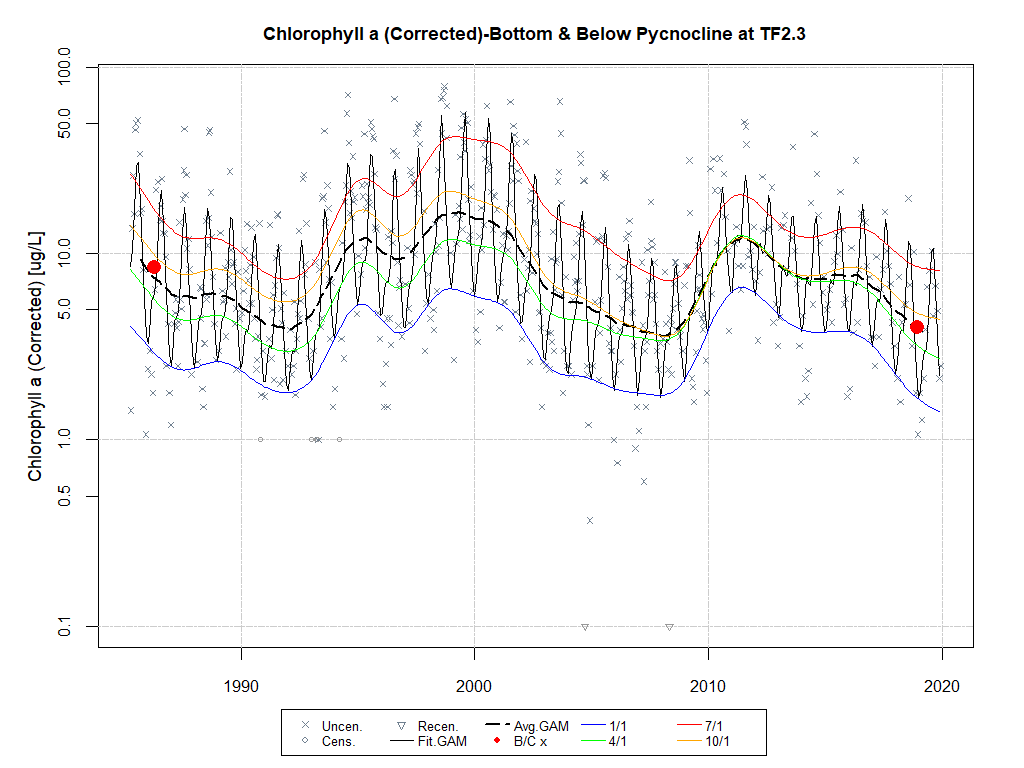 Chlorophyll a (Corrected)-Bottom & Below Pycnocline at TF2.3
Chlorophyll a (Corrected) [ug/L]
100.0
50.0
10.0
5.0
1.0
0.5
0.1
1990 2000 2010 2020
Uncen. Recen. Avg.GAM 1/1 7/1
Cens. Fit.GAM B/C x 4/1 10/1